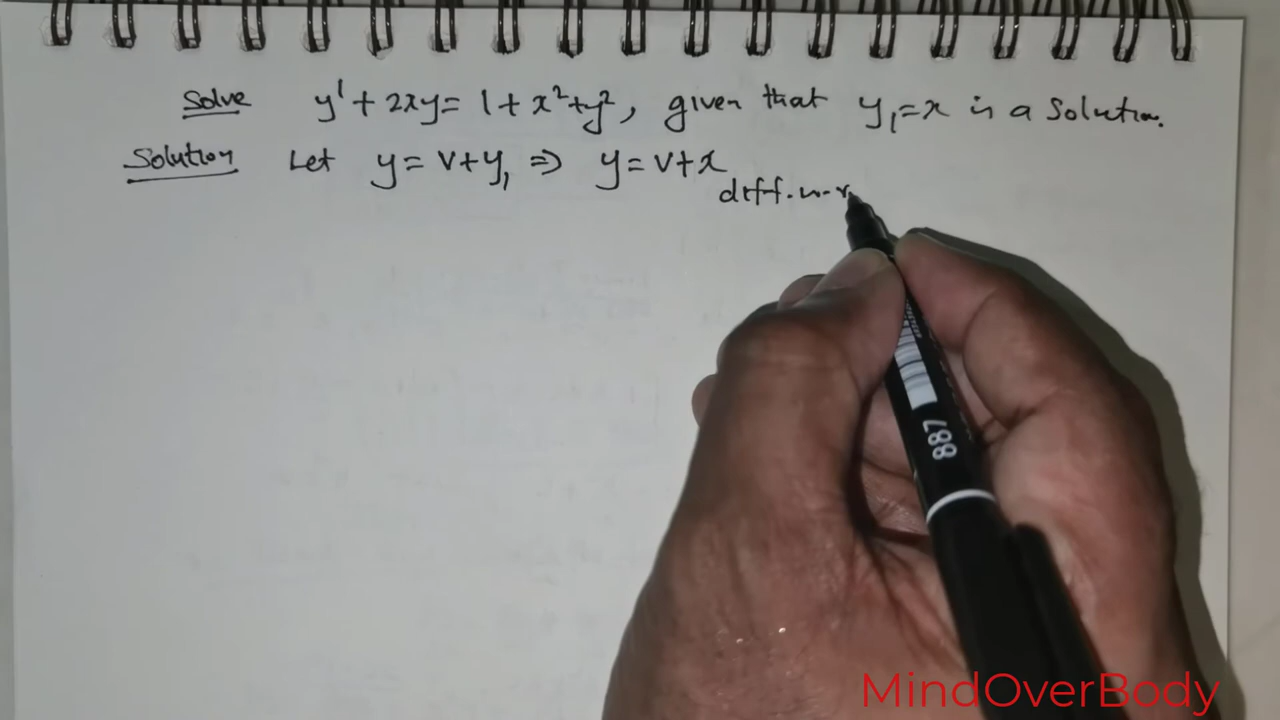 Solve y' + 2xy = 1 + x² + y², given that y₁ = x is a solution.
Solution Let y = v + y₁ ⇒ y = v + x
diff. w. r
887
MindOverBody